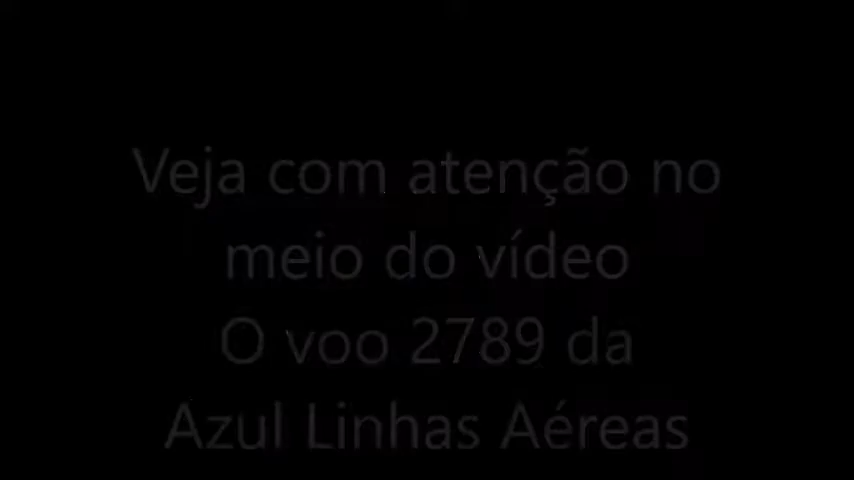 Veja com atenção no
meio do vídeo
O voo 2789 da
Azul Linhas Aéreas